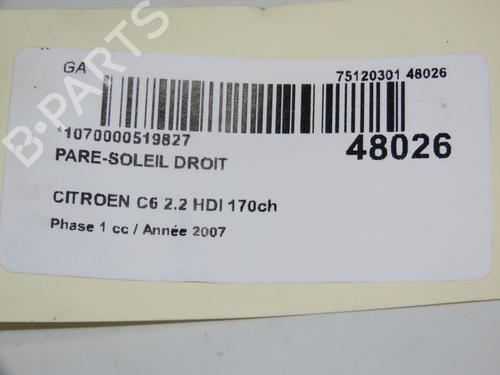 GA 75120301 48026
*1070000519827 48026
PARE-SOLEIL DROIT
CITROEN C6 2.2 HDI 170ch
Phase 1 cc / Année 2007
B-PARTS